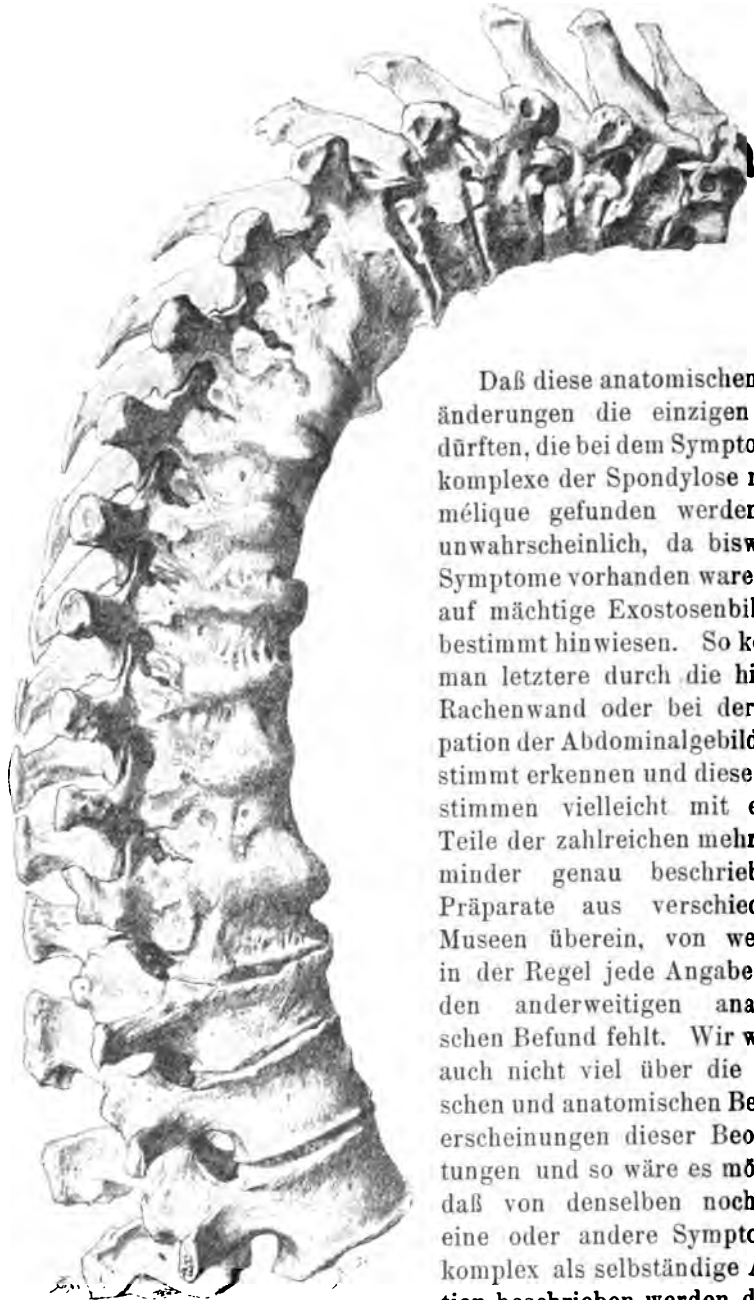 Daß diese anatomischen
änderungen die einzigen
dürften, die bei dem Sympto
komplexe der Spondylose r
mélique gefunden werden
unwahrscheinlich, da bisw
Symptome vorhanden ware
auf mächtige Exostosenbil
bestimmt hinwiesen. So k
man letztere durch die hi
Rachenwand oder bei der
pation der Abdominalgebild
stimmt erkennen und diese
stimmen vielleicht mit e
Teile der zahlreichen mehr
minder genau beschrieb
Präparate aus verschied
Museen überein, von we
in der Regel jede Angabe
den anderweitigen ana
schen Befund fehlt. Wir w
auch nicht viel über die
schen und anatomischen Be
erscheinungen dieser Beo
tungen und so wäre es mö
daß von denselben noch
eine oder andere Sympto
komplex als selbständige A
tion beschrieben werden d